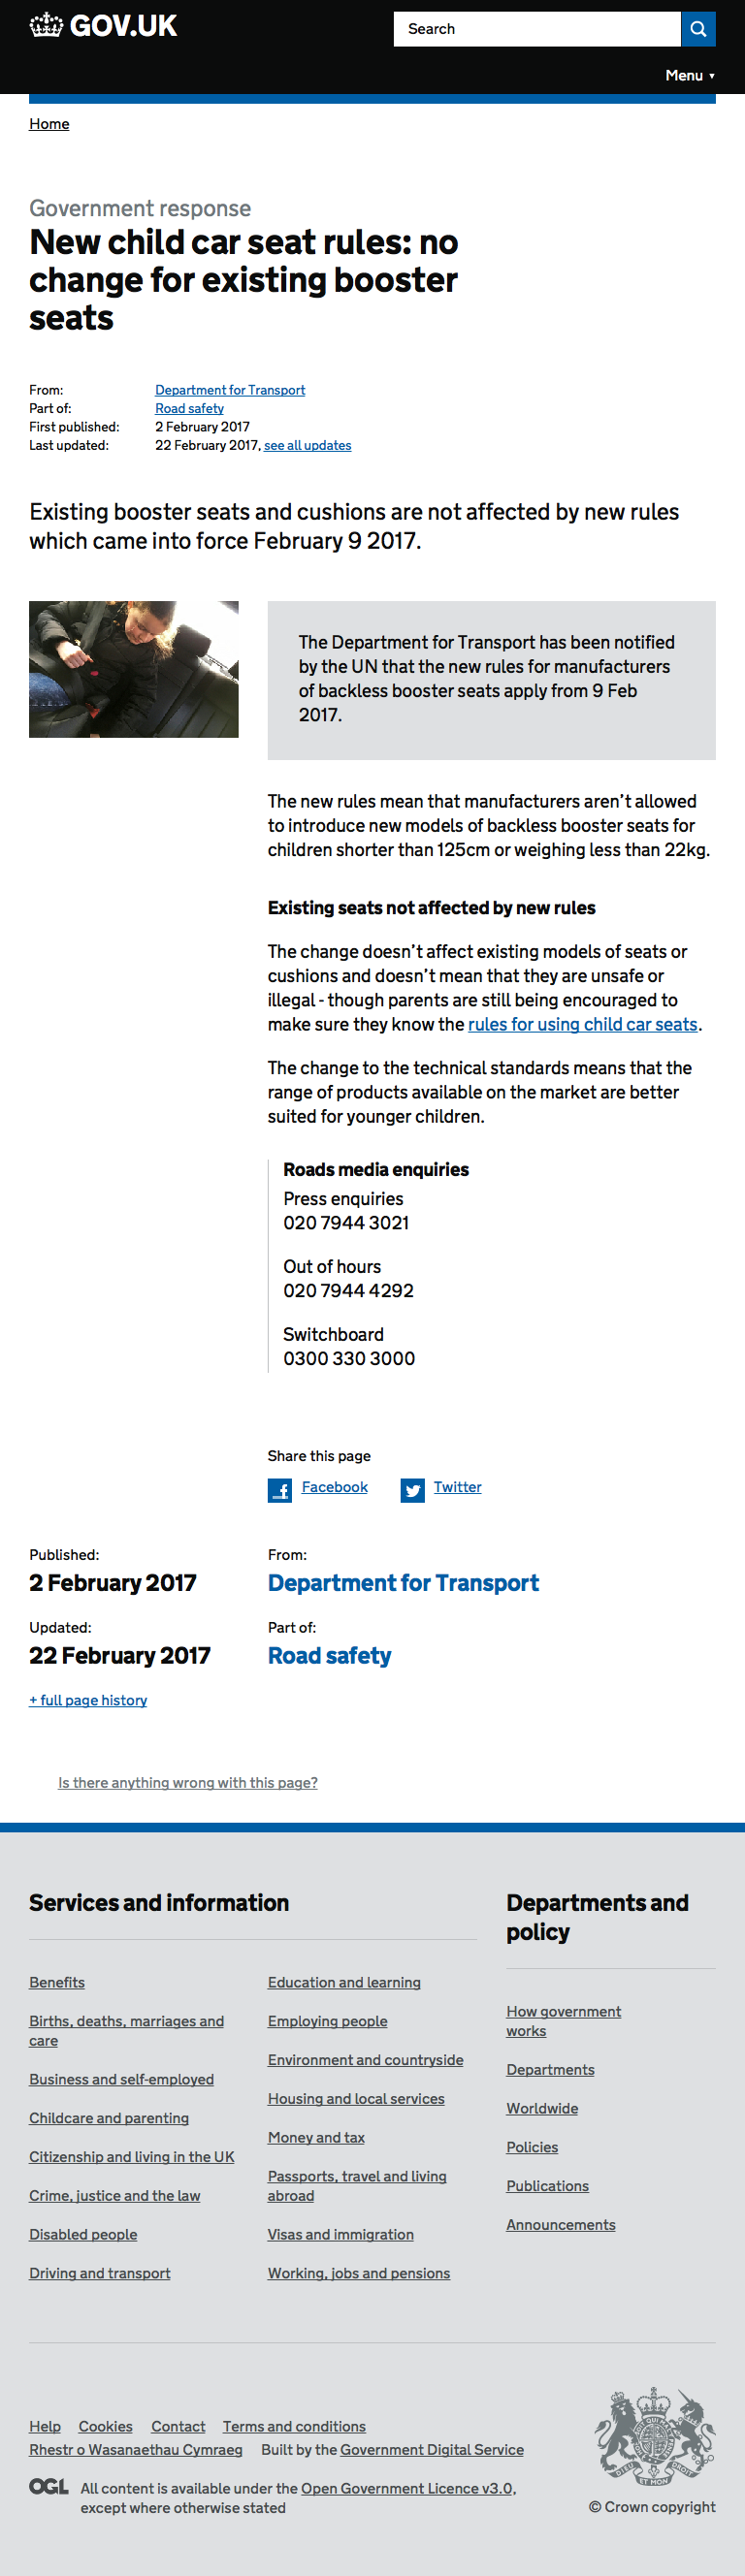 GOV.UK
Search
Menu ▼
Home
Government response
New child car seat rules: no
change for existing booster
seats
From: Department for Transport
Part of: Road safety
First published: 2 February 2017
Last updated: 22 February 2017, see all updates
Existing booster seats and cushions are not affected by new rules
which came into force February 9 2017.
The Department for Transport has been notified
by the UN that the new rules for manufacturers
of backless booster seats apply from 9 Feb
2017.
The new rules mean that manufacturers aren’t allowed
to introduce new models of backless booster seats for
children shorter than 125cm or weighing less than 22kg.
Existing seats not affected by new rules
The change doesn’t affect existing models of seats or
cushions and doesn’t mean that they are unsafe or
illegal - though parents are still being encouraged to
make sure they know the rules for using child car seats.
The change to the technical standards means that the
range of products available on the market are better
suited for younger children.
Roads media enquiries
Press enquiries
020 7944 3021
Out of hours
020 7944 4292
Switchboard
0300 330 3000
Share this page
Facebook Twitter
Published:
2 February 2017
Updated:
22 February 2017
+ full page history
From:
Department for Transport
Part of:
Road safety
Is there anything wrong with this page?
Services and information
Benefits
Births, deaths, marriages and
care
Business and self-employed
Childcare and parenting
Citizenship and living in the UK
Crime, justice and the law
Disabled people
Driving and transport
Education and learning
Employing people
Environment and countryside
Housing and local services
Money and tax
Passports, travel and living
abroad
Visas and immigration
Working, jobs and pensions
Departments and
policy
How government
works
Departments
Worldwide
Policies
Publications
Announcements
Help Cookies Contact Terms and conditions
Rhestr o Wasanaethau Cymraeg Built by the Government Digital Service
OGL
All content is available under the Open Government Licence v3.0,
except where otherwise stated
DIEU ET MON DROIT
© Crown copyright